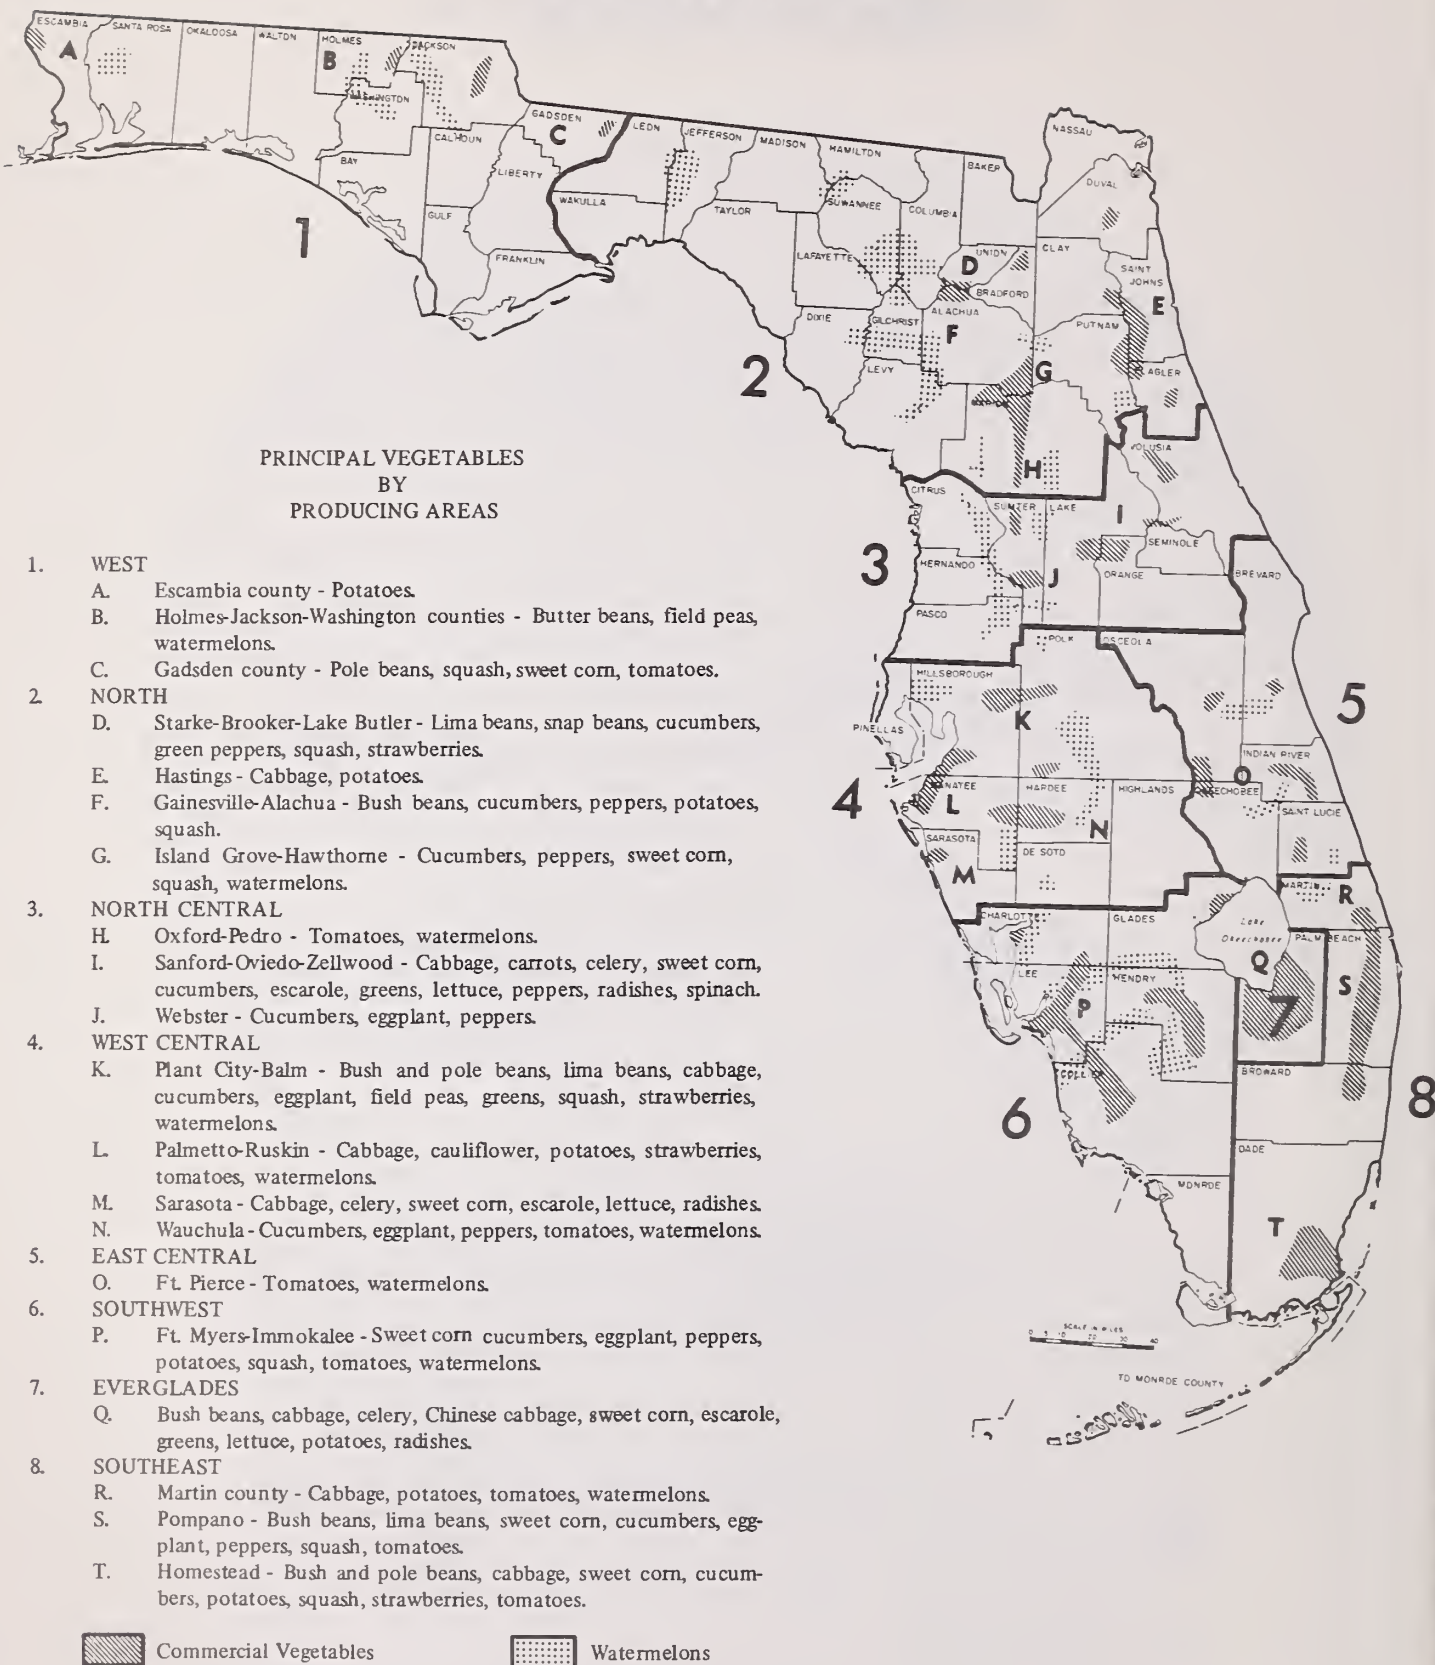 ESCAMBIA
SANTA ROSA
OKALOOSA
WALTON
HOLMES
JACKSON
A
B
WASHINGTON
GADSDEN
C
LEON
JEFFERSON
MADISON
HAMILTON
BAKER
NASSAU
DUVAL
CALHOUN
BAY
LIBERTY
GULF
FRANKLIN
WAKULLA
TAYLOR
SUWANNEE
COLUMBIA
LAFAYETTE
UNION
D
BRADFORD
CLAY
SAINT
JOHNS
E
1
DIXIE
GILCHRIST
ALACHUA
F
PUTNAM
2
LEVY
G
FLAGLER
MARION
H
VOLUSIA
CITRUS
SUMTER
LAKE
I
SEMINOLE
3
HERNANDO
J
ORANGE
BREVARD
PASCO
POLK
OSCEOLA
HILLSBOROUGH
K
5
PINELLAS
INDIAN RIVER
O
4
MANATEE
L
HARDEE
HIGHLANDS
OKEECHOBEE
SAINT LUCIE
N
SARASOTA
DE SOTO
M
MARTIN
R
CHARLOTTE
GLADES
Lake
Okeechobee
PALM BEACH
Q
LEE
HENDRY
P
7
S
COLLIER
BROWARD
6
8
DADE
MONROE
T
SCALE IN MILES
0 5 10 20 30 40
TO MONROE COUNTY
PRINCIPAL VEGETABLES
BY
PRODUCING AREAS
1. WEST
A. Escambia county - Potatoes.
B. Holmes-Jackson-Washington counties - Butter beans, field peas,
watermelons.
C. Gadsden county - Pole beans, squash, sweet corn, tomatoes.
2. NORTH
D. Starke-Brooker-Lake Butler - Lima beans, snap beans, cucumbers,
green peppers, squash, strawberries.
E. Hastings - Cabbage, potatoes.
F. Gainesville-Alachua - Bush beans, cucumbers, peppers, potatoes,
squash.
G. Island Grove-Hawthorne - Cucumbers, peppers, sweet corn,
squash, watermelons.
3. NORTH CENTRAL
H. Oxford-Pedro - Tomatoes, watermelons.
I. Sanford-Oviedo-Zellwood - Cabbage, carrots, celery, sweet corn,
cucumbers, escarole, greens, lettuce, peppers, radishes, spinach.
J. Webster - Cucumbers, eggplant, peppers.
4. WEST CENTRAL
K. Plant City-Balm - Bush and pole beans, lima beans, cabbage,
cucumbers, eggplant, field peas, greens, squash, strawberries,
watermelons.
L. Palmetto-Ruskin - Cabbage, cauliflower, potatoes, strawberries,
tomatoes, watermelons.
M. Sarasota - Cabbage, celery, sweet corn, escarole, lettuce, radishes.
N. Wauchula - Cucumbers, eggplant, peppers, tomatoes, watermelons.
5. EAST CENTRAL
O. Ft. Pierce - Tomatoes, watermelons.
6. SOUTHWEST
P. Ft. Myers-Immokalee - Sweet corn cucumbers, eggplant, peppers,
potatoes, squash, tomatoes, watermelons.
7. EVERGLADES
Q. Bush beans, cabbage, celery, Chinese cabbage, sweet corn, escarole,
greens, lettuce, potatoes, radishes.
8. SOUTHEAST
R. Martin county - Cabbage, potatoes, tomatoes, watermelons.
S. Pompano - Bush beans, lima beans, sweet corn, cucumbers, egg-
plant, peppers, squash, tomatoes.
T. Homestead - Bush and pole beans, cabbage, sweet corn, cucum-
bers, potatoes, squash, strawberries, tomatoes.
Commercial Vegetables
Watermelons